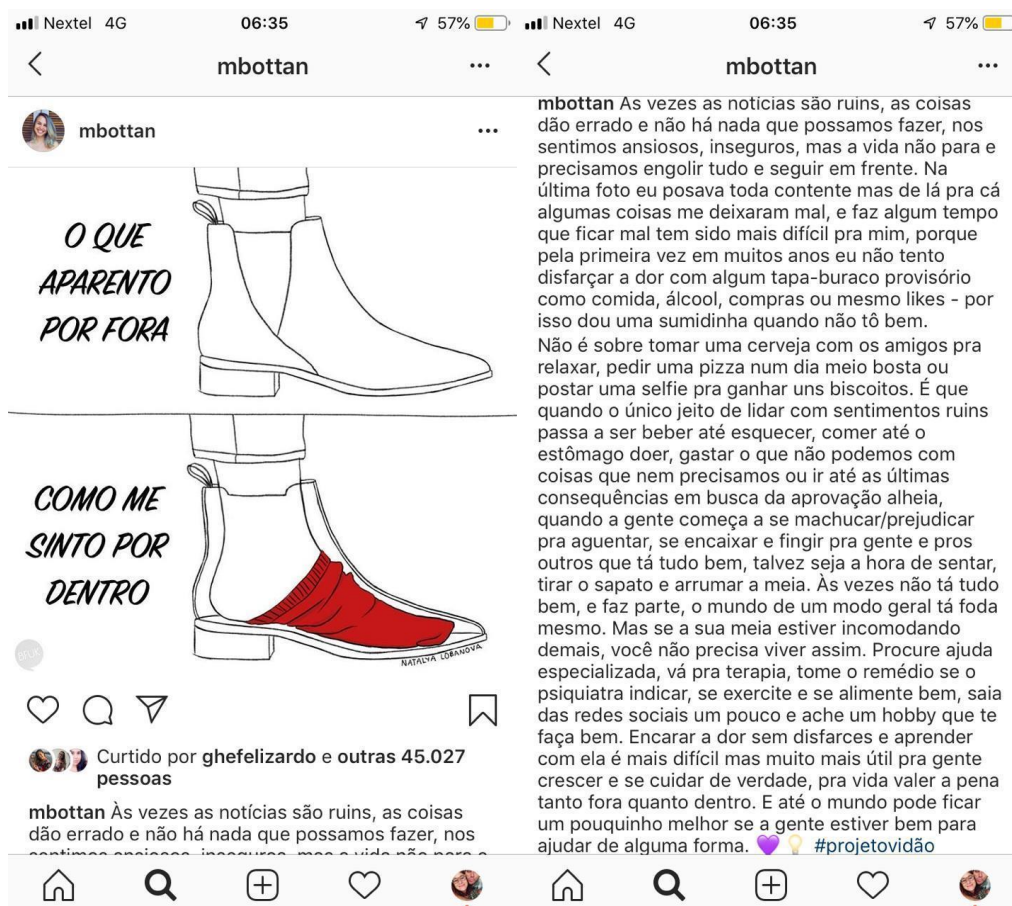 Nextel 4G 06:35 57%
mbottan
mbottan
O QUE
APARENTO
POR FORA
COMO ME
SINTO POR
DENTRO
NATALYA LOBANOVA
Curtido por ghefelizardo e outras 45.027
pessoas
mbottan Às vezes as notícias são ruins, as coisas
dão errado e não há nada que possamos fazer, nos
sentimos ansiosos, inseguros, mas a vida não para e
Nextel 4G 06:35 57%
mbottan
mbottan Às vezes as notícias são ruins, as coisas
dão errado e não há nada que possamos fazer, nos
sentimos ansiosos, inseguros, mas a vida não para e
precisamos engolir tudo e seguir em frente. Na
última foto eu posava toda contente mas de lá pra cá
algumas coisas me deixaram mal, e faz algum tempo
que ficar mal tem sido mais difícil pra mim, porque
pela primeira vez em muitos anos eu não tento
disfarçar a dor com algum tapa-buraco provisório
como comida, álcool, compras ou mesmo likes - por
isso dou uma sumidinha quando não tô bem.
Não é sobre tomar uma cerveja com os amigos pra
relaxar, pedir uma pizza num dia meio bosta ou
postar uma selfie pra ganhar uns biscoitos. É que
quando o único jeito de lidar com sentimentos ruins
passa a ser beber até esquecer, comer até o
estômago doer, gastar o que não podemos com
coisas que nem precisamos ou ir até as últimas
consequências em busca da aprovação alheia,
quando a gente começa a se machucar/prejudicar
pra aguentar, se encaixar e fingir pra gente e pros
outros que tá tudo bem, talvez seja a hora de sentar,
tirar o sapato e arrumar a meia. Às vezes não tá tudo
bem, e faz parte, o mundo de um modo geral tá foda
mesmo. Mas se a sua meia estiver incomodando
demais, você não precisa viver assim. Procure ajuda
especializada, vá pra terapia, tome o remédio se o
psiquiatra indicar, se exercite e se alimente bem, saia
das redes sociais um pouco e ache um hobby que te
faça bem. Encarar a dor sem disfarces e aprender
com ela é mais difícil mas muito mais útil pra gente
crescer e se cuidar de verdade, pra vida valer a pena
tanto fora quanto dentro. E até o mundo pode ficar
um pouquinho melhor se a gente estiver bem para
ajudar de alguma forma. 💜💡 #projetovidão